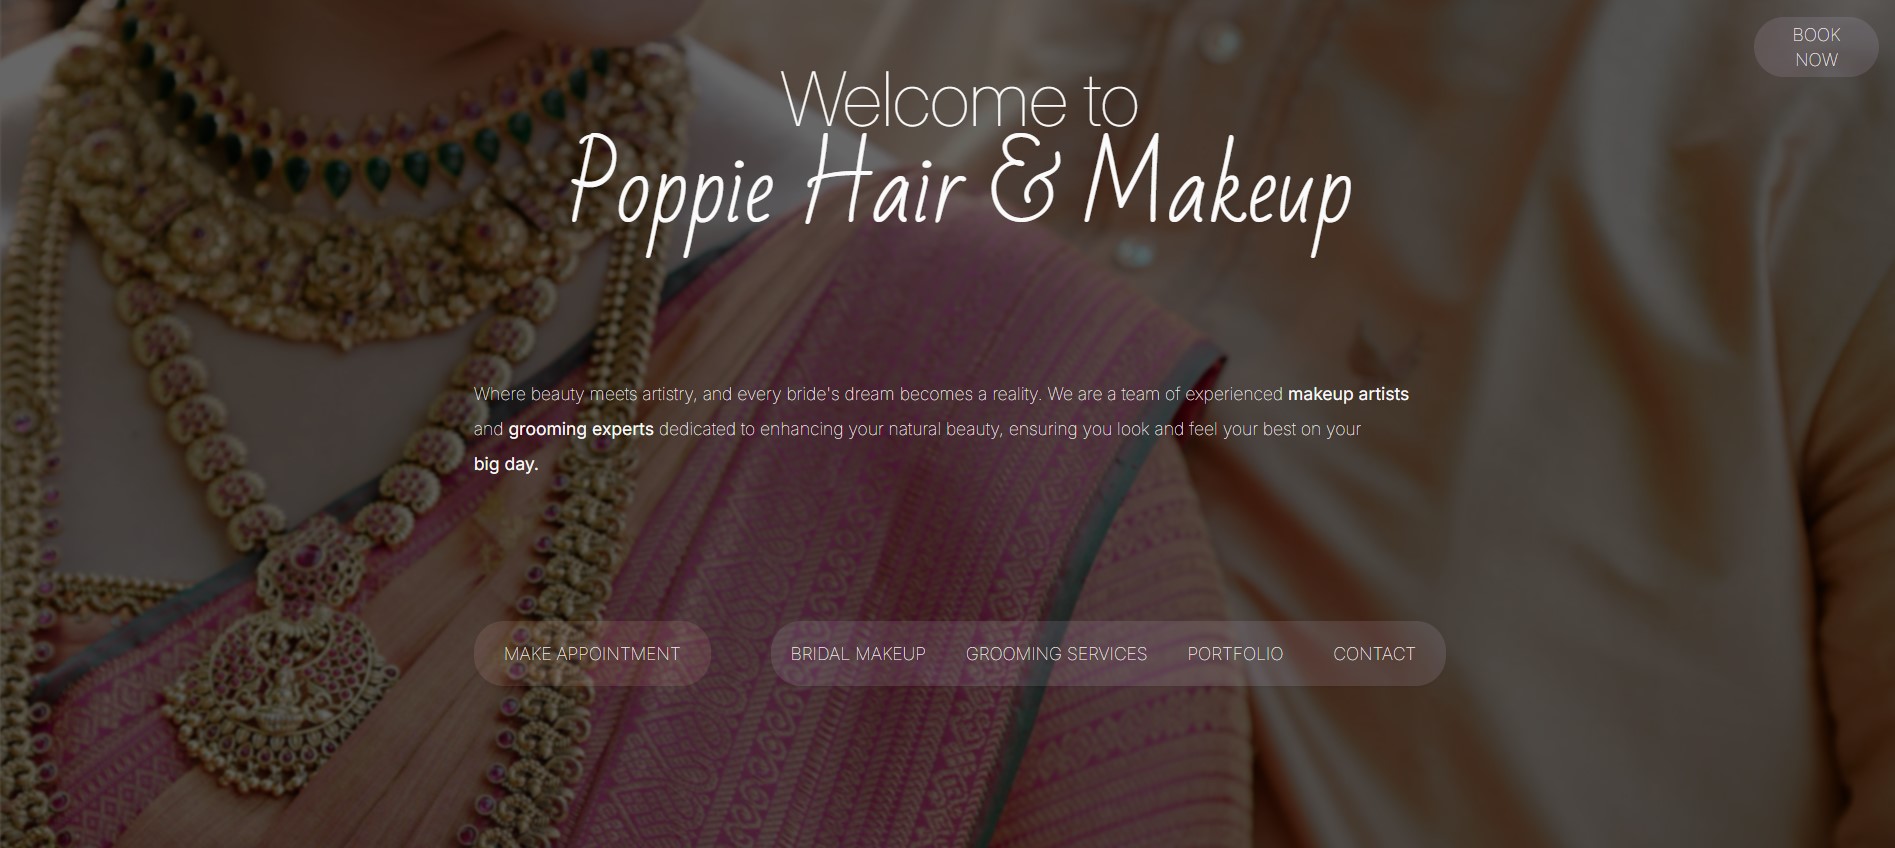 BOOK
NOW
Welcome to
Poppie Hair & Makeup
Where beauty meets artistry, and every bride's dream becomes a reality. We are a team of experienced makeup artists
and grooming experts dedicated to enhancing your natural beauty, ensuring you look and feel your best on your
big day.
MAKE APPOINTMENT
BRIDAL MAKEUP GROOMING SERVICES PORTFOLIO CONTACT